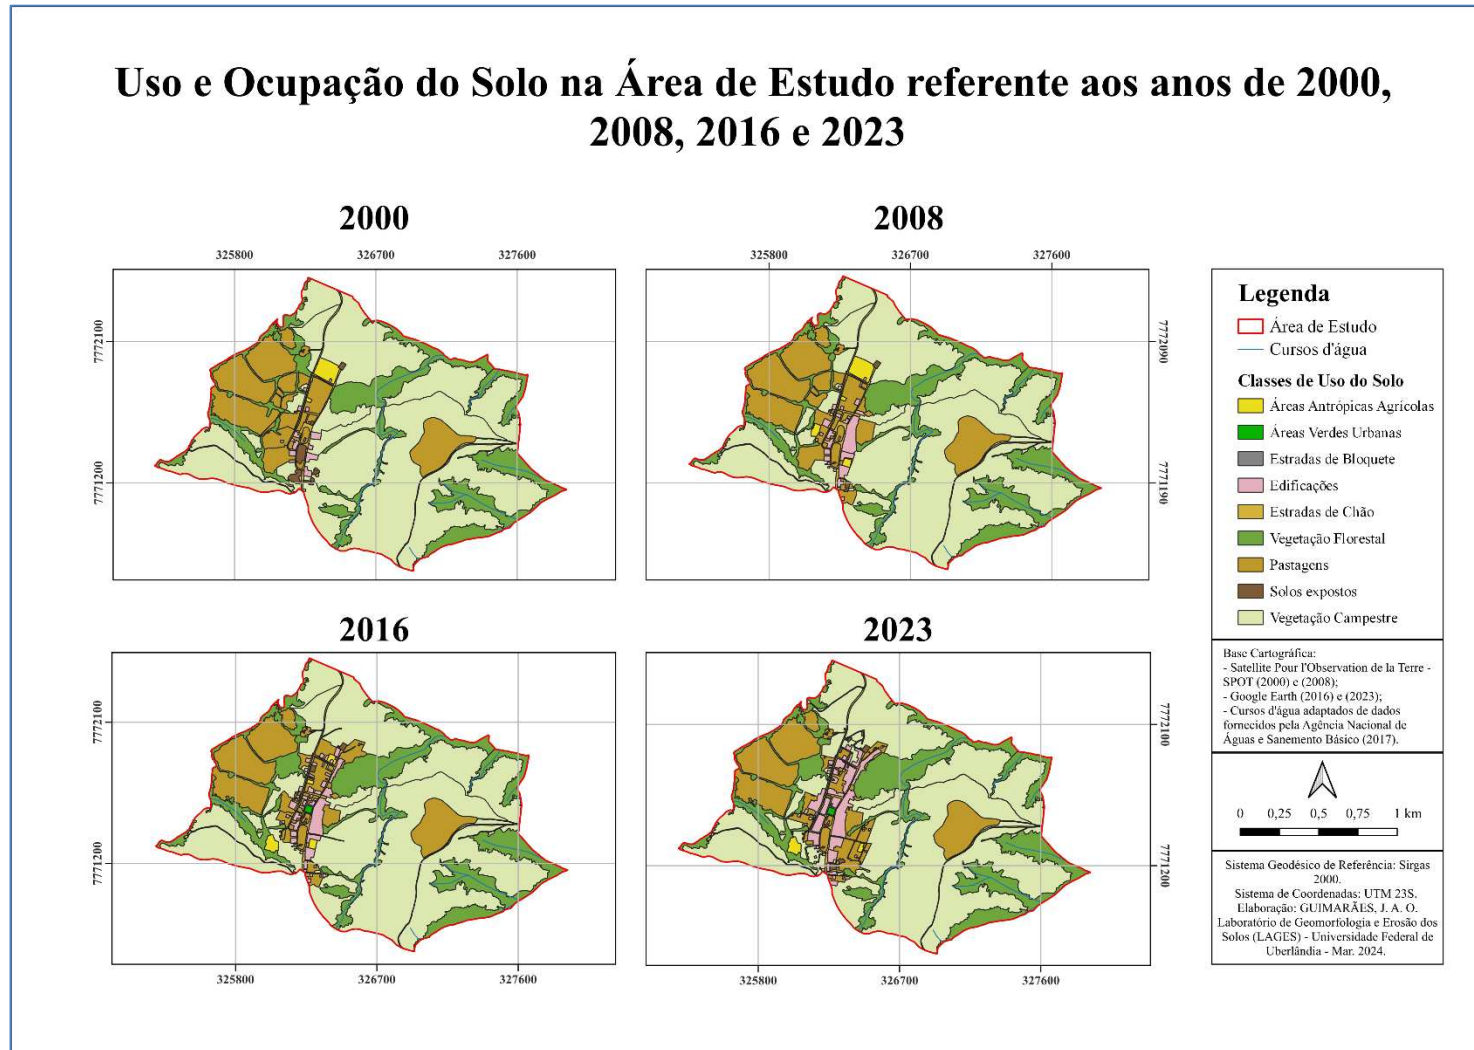 Uso e Ocupação do Solo na Área de Estudo referente aos anos de 2000,
2008, 2016 e 2023
2000
325800
326700
327600
7772100
7771200
2008
325800
326700
327600
7772090
7771190
2016
7772100
7771200
325800
326700
327600
2023
7772100
7771200
325800
326700
327600
Legenda
Área de Estudo
Cursos d'água
Classes de Uso do Solo
Áreas Antrópicas Agrícolas
Áreas Verdes Urbanas
Estradas de Bloquete
Edificações
Estradas de Chão
Vegetação Florestal
Pastagens
Solos expostos
Vegetação Campestre
Base Cartográfica:
- Satellite Pour l'Observation de la Terre -
SPOT (2000) e (2008);
- Google Earth (2016) e (2023);
- Cursos d'água adaptados de dados
fornecidos pela Agência Nacional de
Águas e Sanemento Básico (2017).
0 0,25 0,5 0,75 1 km
Sistema Geodésico de Referência: Sirgas
2000.
Sistema de Coordenadas: UTM 23S.
Elaboração: GUIMARÃES, J. A. O.
Laboratório de Geomorfologia e Erosão dos
Solos (LAGES) - Universidade Federal de
Uberlândia - Mar. 2024.